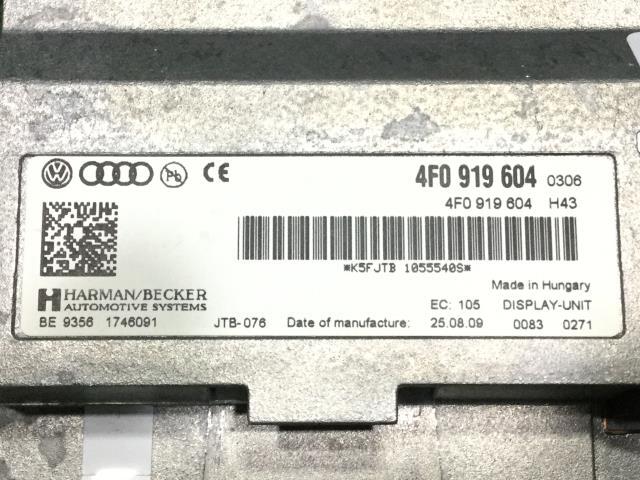 Pb CE 4F0 919 604 0306
4F0 919 604 H43
*K5FJTB 1055540S*
Made in Hungary
HARMAN/BECKER
AUTOMOTIVE SYSTEMS
EC: 105 DISPLAY-UNIT
BE 9356 1746091 JTB-076 Date of manufacture: 25.08.09 0083 0271